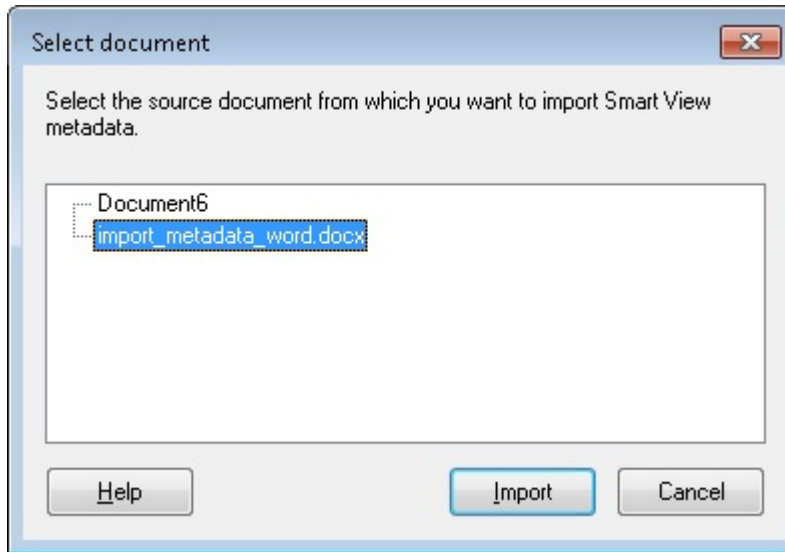 Select document
Select the source document from which you want to import Smart View
metadata.
Document6
import_metadata_word.docx
Help
Import
Cancel